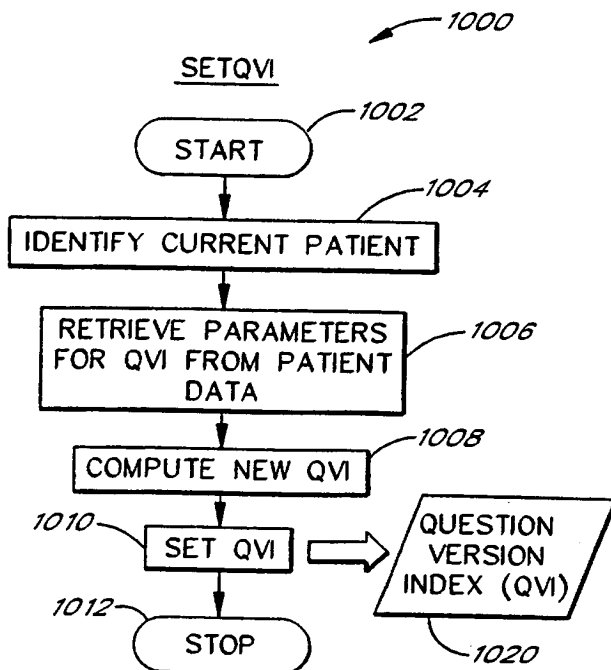 1000
SETQVI
1002
START
1004
IDENTIFY CURRENT PATIENT
RETRIEVE PARAMETERS
FOR QVI FROM PATIENT
DATA
1006
1008
COMPUTE NEW QVI
1010
SET QVI
QUESTION
VERSION
INDEX (QVI)
1012
STOP
1020